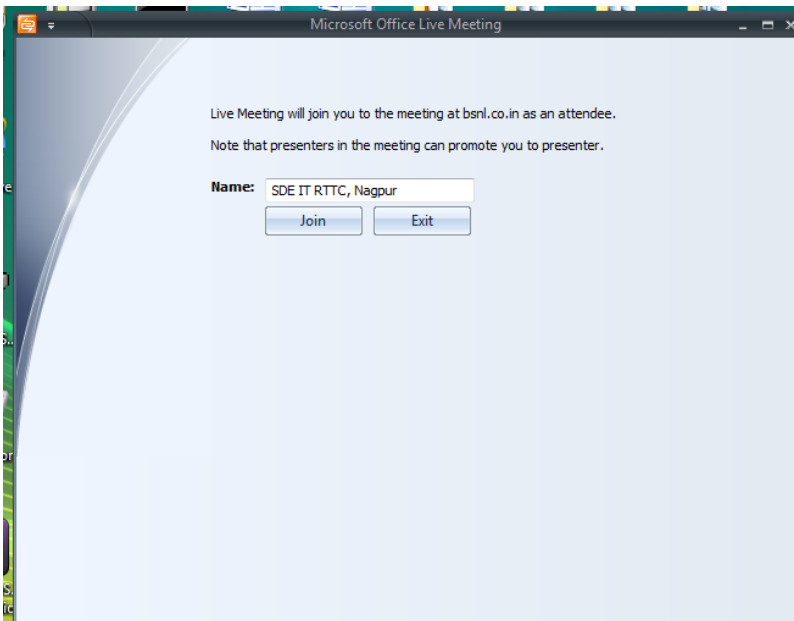 Microsoft Office Live Meeting
Live Meeting will join you to the meeting at bsnl.co.in as an attendee.
Note that presenters in the meeting can promote you to presenter.
Name: SDE IT RTTC, Nagpur
Join Exit